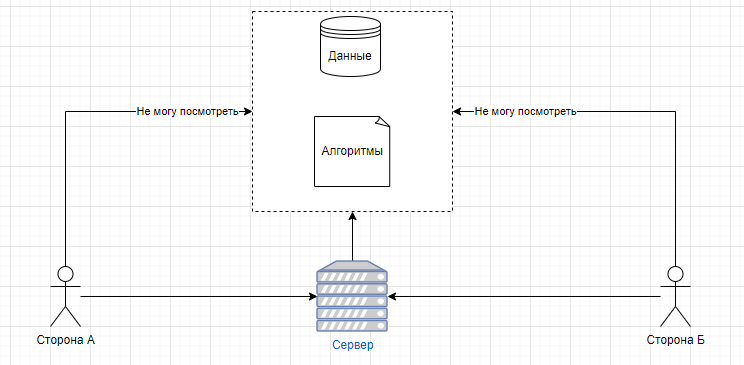 Данные
Не могу посмотреть
Не могу посмотреть
Алгоритмы
Сторона А
Сервер
Сторона Б